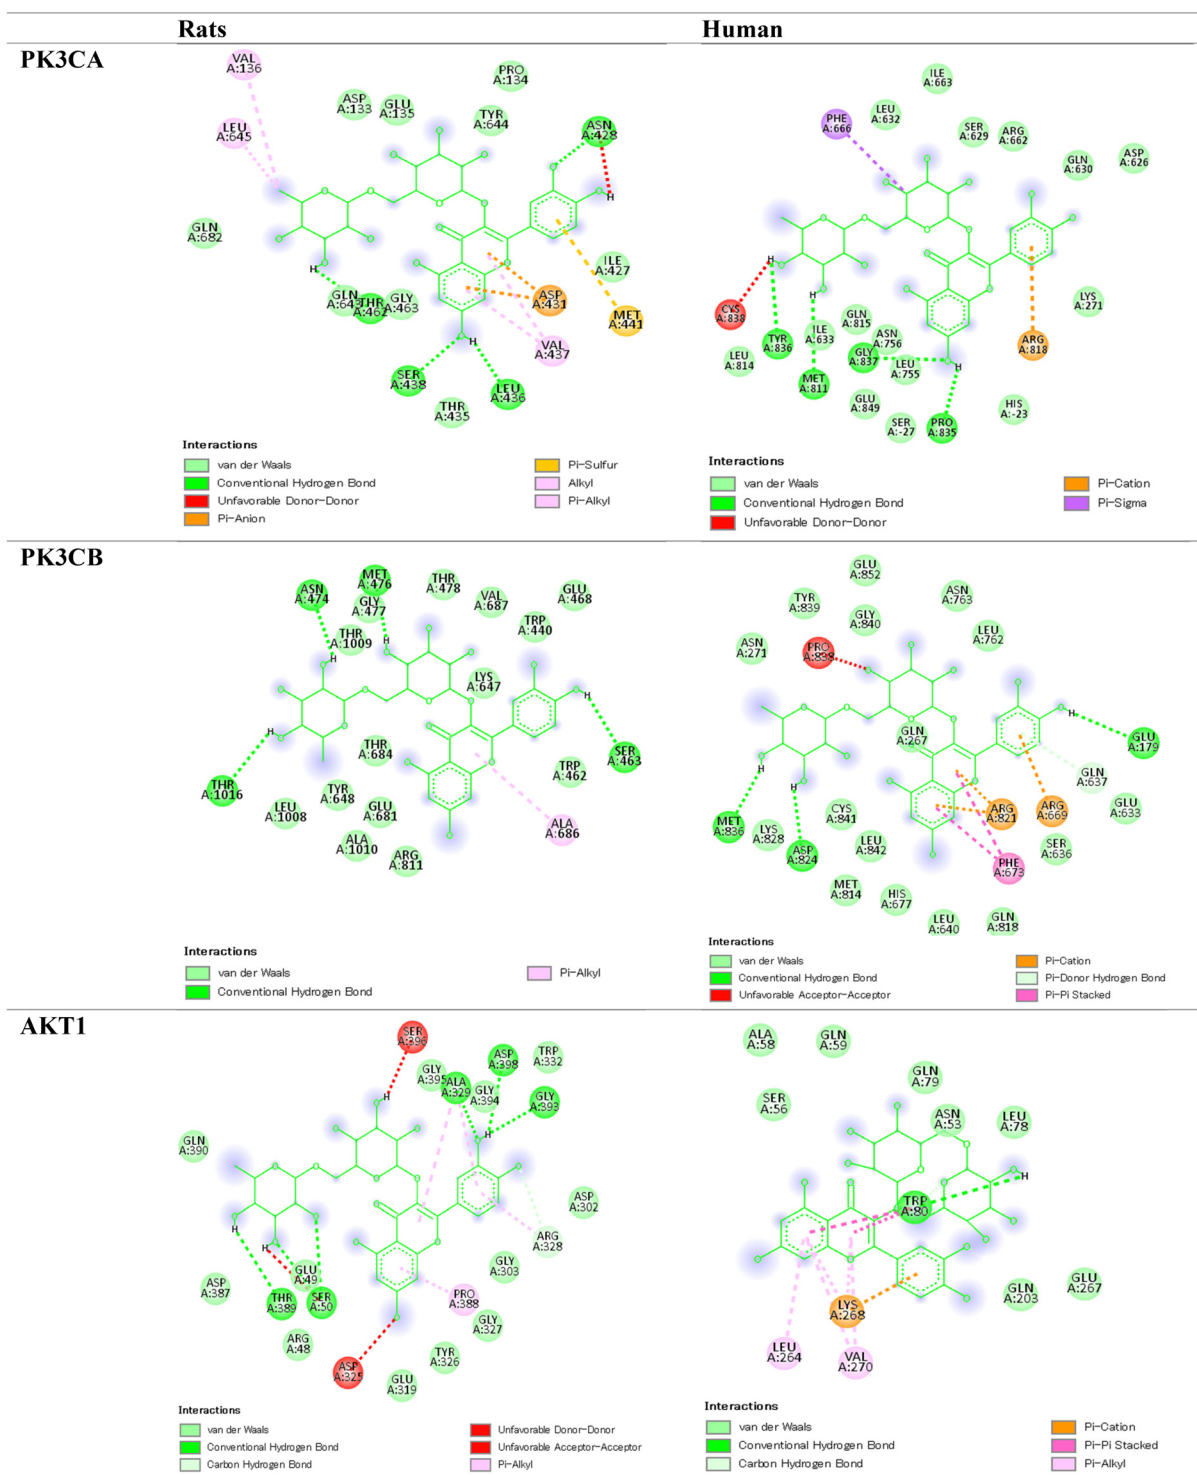 Rats
Human
PK3CA
VAL
A:136
PRO
A:134
ASP
A:133
GLU
A:135
TYR
A:644
ASN
A:428
LEU
A:645
H
GLN
A:682
ILE
A:427
H
GLN
A:643
THR
A:462
GLY
A:463
ASP
A:431
MET
A:441
H
VAL
A:437
SER
A:438
LEU
A:436
THR
A:435
Interactions
van der Waals
Conventional Hydrogen Bond
Unfavorable Donor-Donor
Pi-Anion
Pi-Sulfur
Alkyl
Pi-Alkyl
ILE
A:663
LEU
A:632
PHE
A:666
SER
A:629
ARG
A:662
GLN
A:630
ASP
A:626
H
H
LYS
A:271
CYS
A:838
GLN
A:815
ILE
A:633
ASN
A:756
TYR
A:836
ARG
A:818
LEU
A:814
GLY
A:837
LEU
A:755
H
MET
A:811
GLU
A:849
HIS
A:-23
SER
A:-27
PRO
A:835
Interactions
van der Waals
Conventional Hydrogen Bond
Unfavorable Donor-Donor
Pi-Cation
Pi-Sigma
PK3CB
ASN
A:474
MET
A:476
THR
A:478
GLU
A:468
GLY
A:477
VAL
A:687
TRP
A:440
THR
A:1009
H
H
LYS
A:647
H
H
THR
A:684
SER
A:463
TRP
A:462
THR
A:1016
TYR
A:648
LEU
A:1008
GLU
A:681
ALA
A:686
ALA
A:1010
ARG
A:811
Interactions
van der Waals
Conventional Hydrogen Bond
Pi-Alkyl
GLU
A:852
TYR
A:839
ASN
A:763
GLY
A:840
LEU
A:762
ASN
A:271
PRO
A:838
H
GLN
A:267
GLU
A:179
H
H
GLN
A:637
MET
A:836
LYS
A:828
CYS
A:841
ARG
A:821
ARG
A:669
GLU
A:633
ASP
A:824
LEU
A:842
SER
A:636
PHE
A:673
MET
A:814
HIS
A:677
LEU
A:640
GLN
A:818
Interactions
van der Waals
Conventional Hydrogen Bond
Unfavorable Acceptor-Acceptor
Pi-Cation
Pi-Donor Hydrogen Bond
Pi-Pi Stacked
AKT1
SER
A:396
ASP
A:398
TRP
A:332
GLY
A:395
ALA
A:329
GLY
A:394
GLY
A:393
H
H
GLN
A:390
ASP
A:302
H
H
ARG
A:328
GLY
A:303
GLU
A:49
ASP
A:387
THR
A:389
SER
A:50
PRO
A:388
GLY
A:327
ARG
A:48
TYR
A:326
ASP
A:325
GLU
A:319
Interactions
van der Waals
Conventional Hydrogen Bond
Carbon Hydrogen Bond
Unfavorable Donor-Donor
Unfavorable Acceptor-Acceptor
Pi-Alkyl
ALA
A:58
GLN
A:59
GLN
A:79
SER
A:56
ASN
A:53
LEU
A:78
H
TRP
A:80
GLN
A:203
GLU
A:267
LYS
A:268
LEU
A:264
VAL
A:270
Interactions
van der Waals
Conventional Hydrogen Bond
Carbon Hydrogen Bond
Pi-Cation
Pi-Pi Stacked
Pi-Alkyl